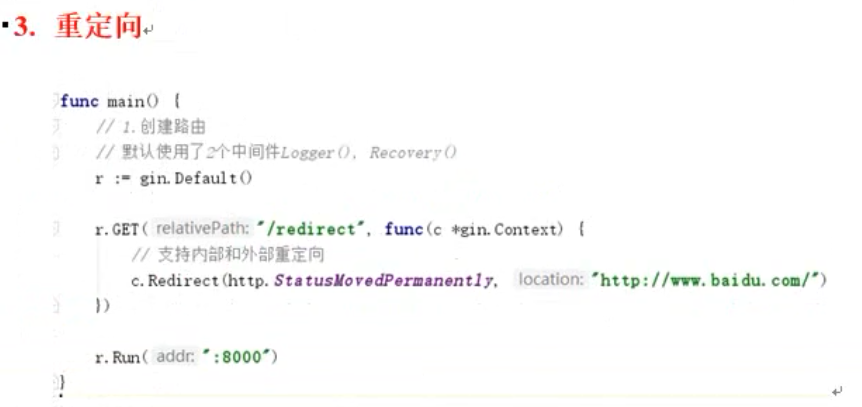 3. 重定向
func main() {
// 1.创建路由
// 默认使用了2个中间件Logger(), Recovery()
r := gin.Default()
r.GET( relativePath: "/redirect", func(c *gin.Context) {
// 支持内部和外部重定向
c.Redirect(http.StatusMovedPermanently, location: "http://www.baidu.com/")
})
r.Run( addr: ":8000")
}